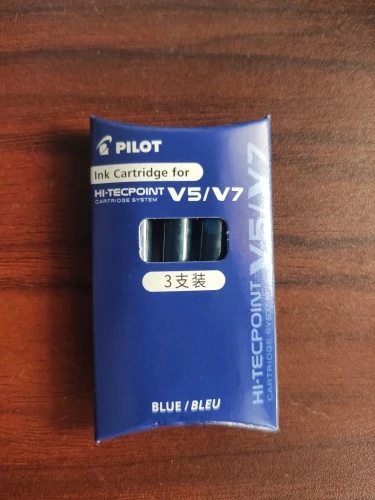 PILOT
Ink Cartridge for
HI-TECPOINT V5/V7
CARTRIDGE SYSTEM
3支装
BLUE/BLEU
HI-TECPOINT V5/V7
CARTRIDGE SYSTEM